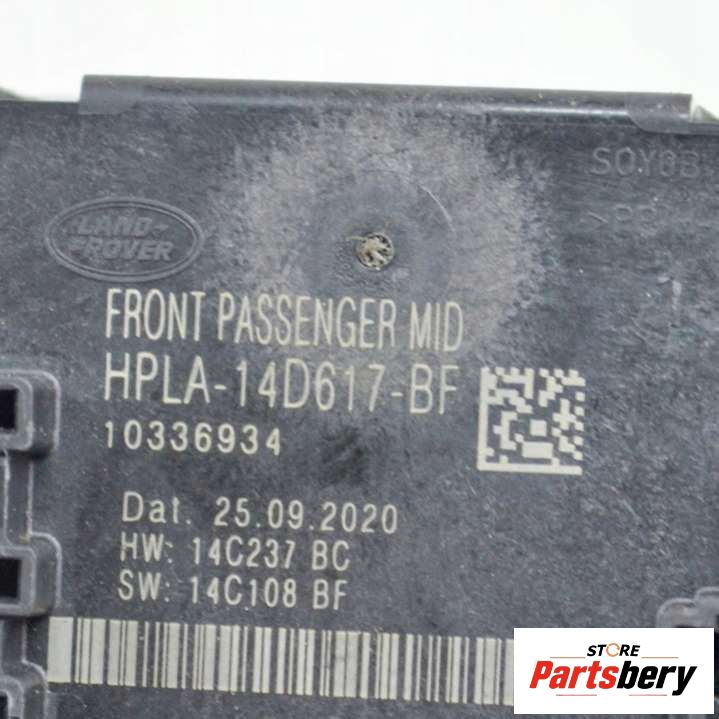 LAND-
ROVER
FRONT PASSENGER MID
HPLA-14D617-BF
10336934
Dat. 25.09.2020
HW: 14C237 BC
SW: 14C108 BF
STORE
Partsbery